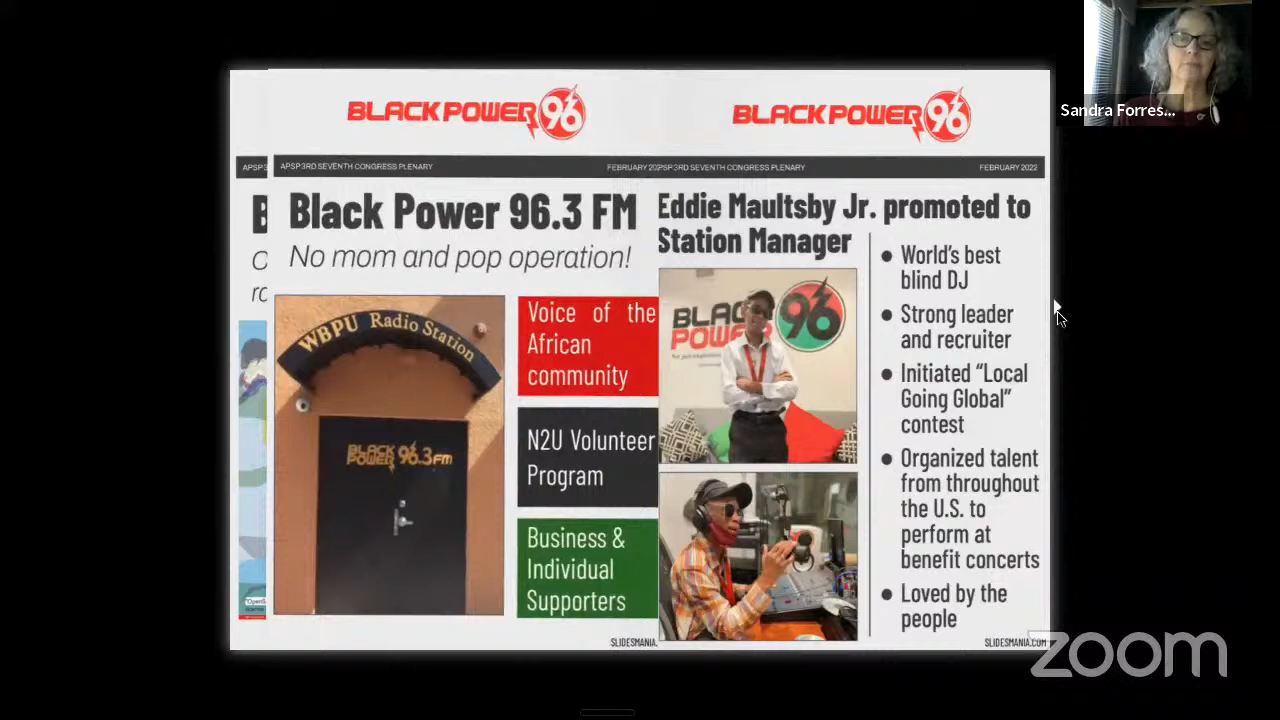 BLACK POWER 96
BLACK POWER 96
Sandra Forres...
APSP 3RD SEVENTH CONGRESS PLENARY
FEBRUARY 202
PSP 3RD SEVENTH CONGRESS PLENARY
FEBRUARY 2022
Black Power 96.3 FM
No mom and pop operation!
WBPU Radio Station
BLACK POWER 96.3 FM
Voice of the
African
community
N2U Volunteer
Program
Business &
Individual
Supporters
SLIDESMANIA.
Eddie Maultsby Jr. promoted to
Station Manager
BLACK
POWER 96
• World's best
blind DJ
• Strong leader
and recruiter
• Initiated "Local
Going Global"
contest
• Organized talent
from throughout
the U.S. to
perform at
benefit concerts
• Loved by the
people
SLIDESMANIA.COM
zoom